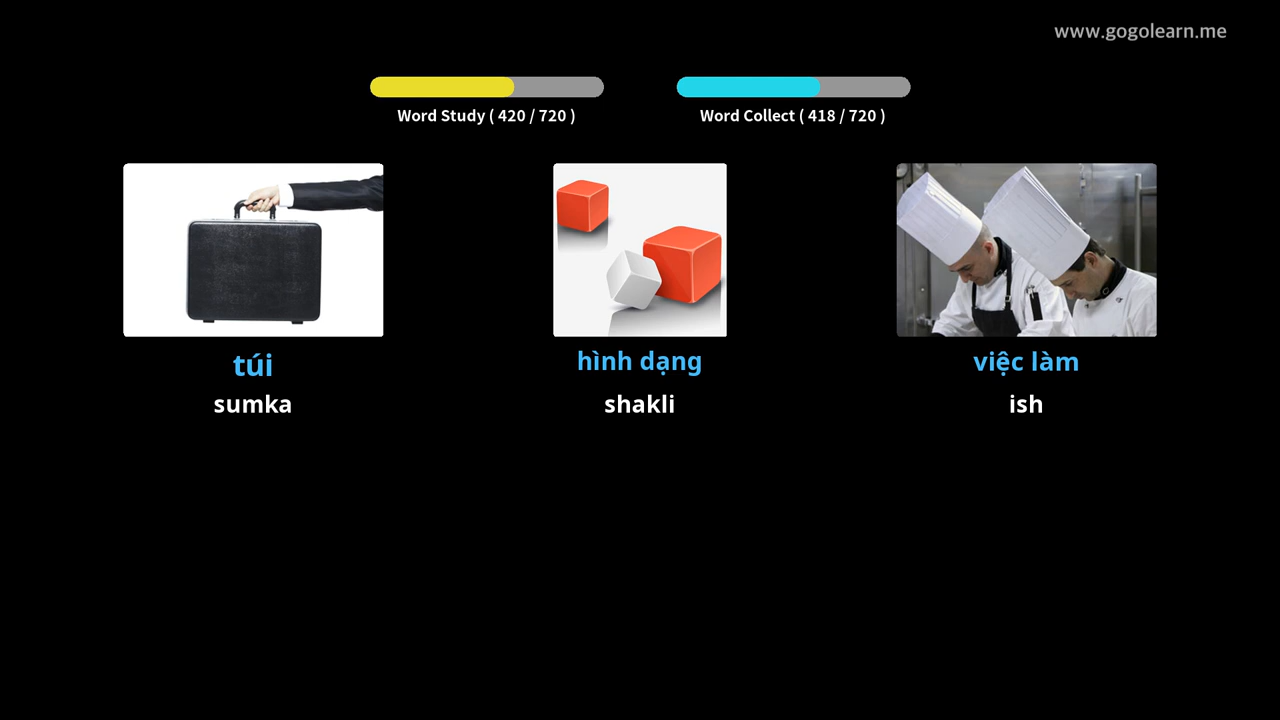 www.gogolearn.me
Word Study ( 420 / 720 )
Word Collect ( 418 / 720 )
túi
sumka
hình dạng
shakli
việc làm
ish